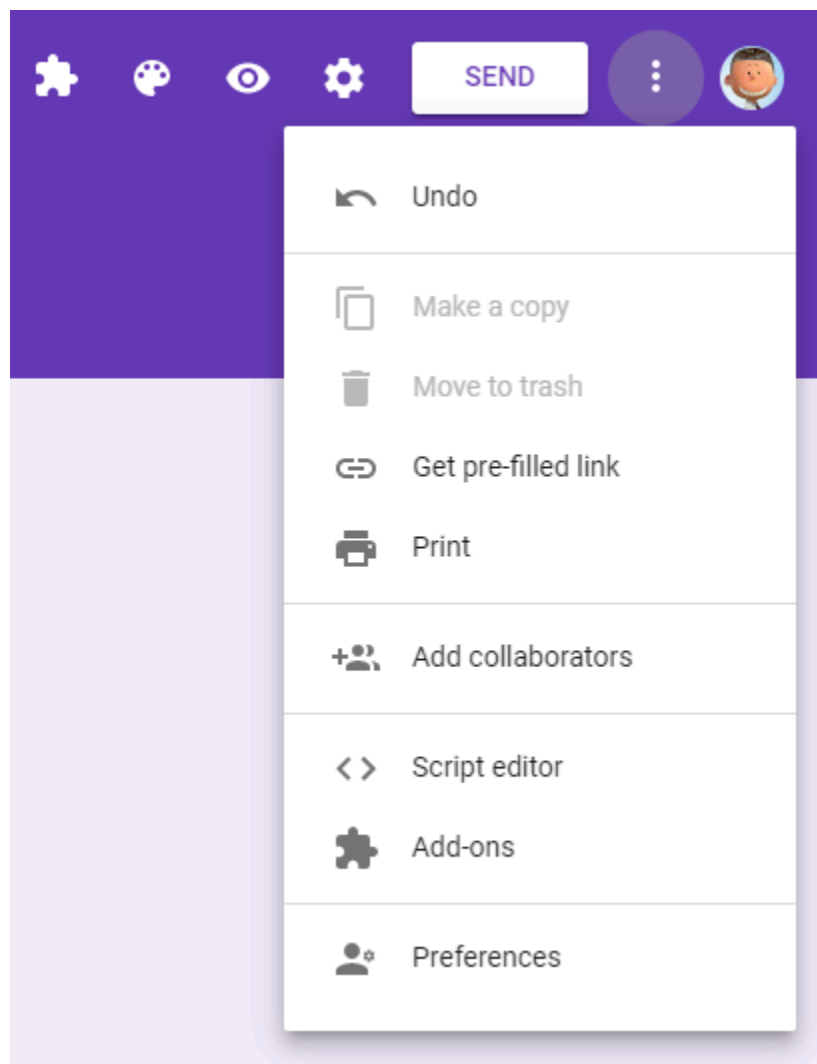 SEND
Undo
Make a copy
Move to trash
Get pre-filled link
Print
Add collaborators
Script editor
Add-ons
Preferences